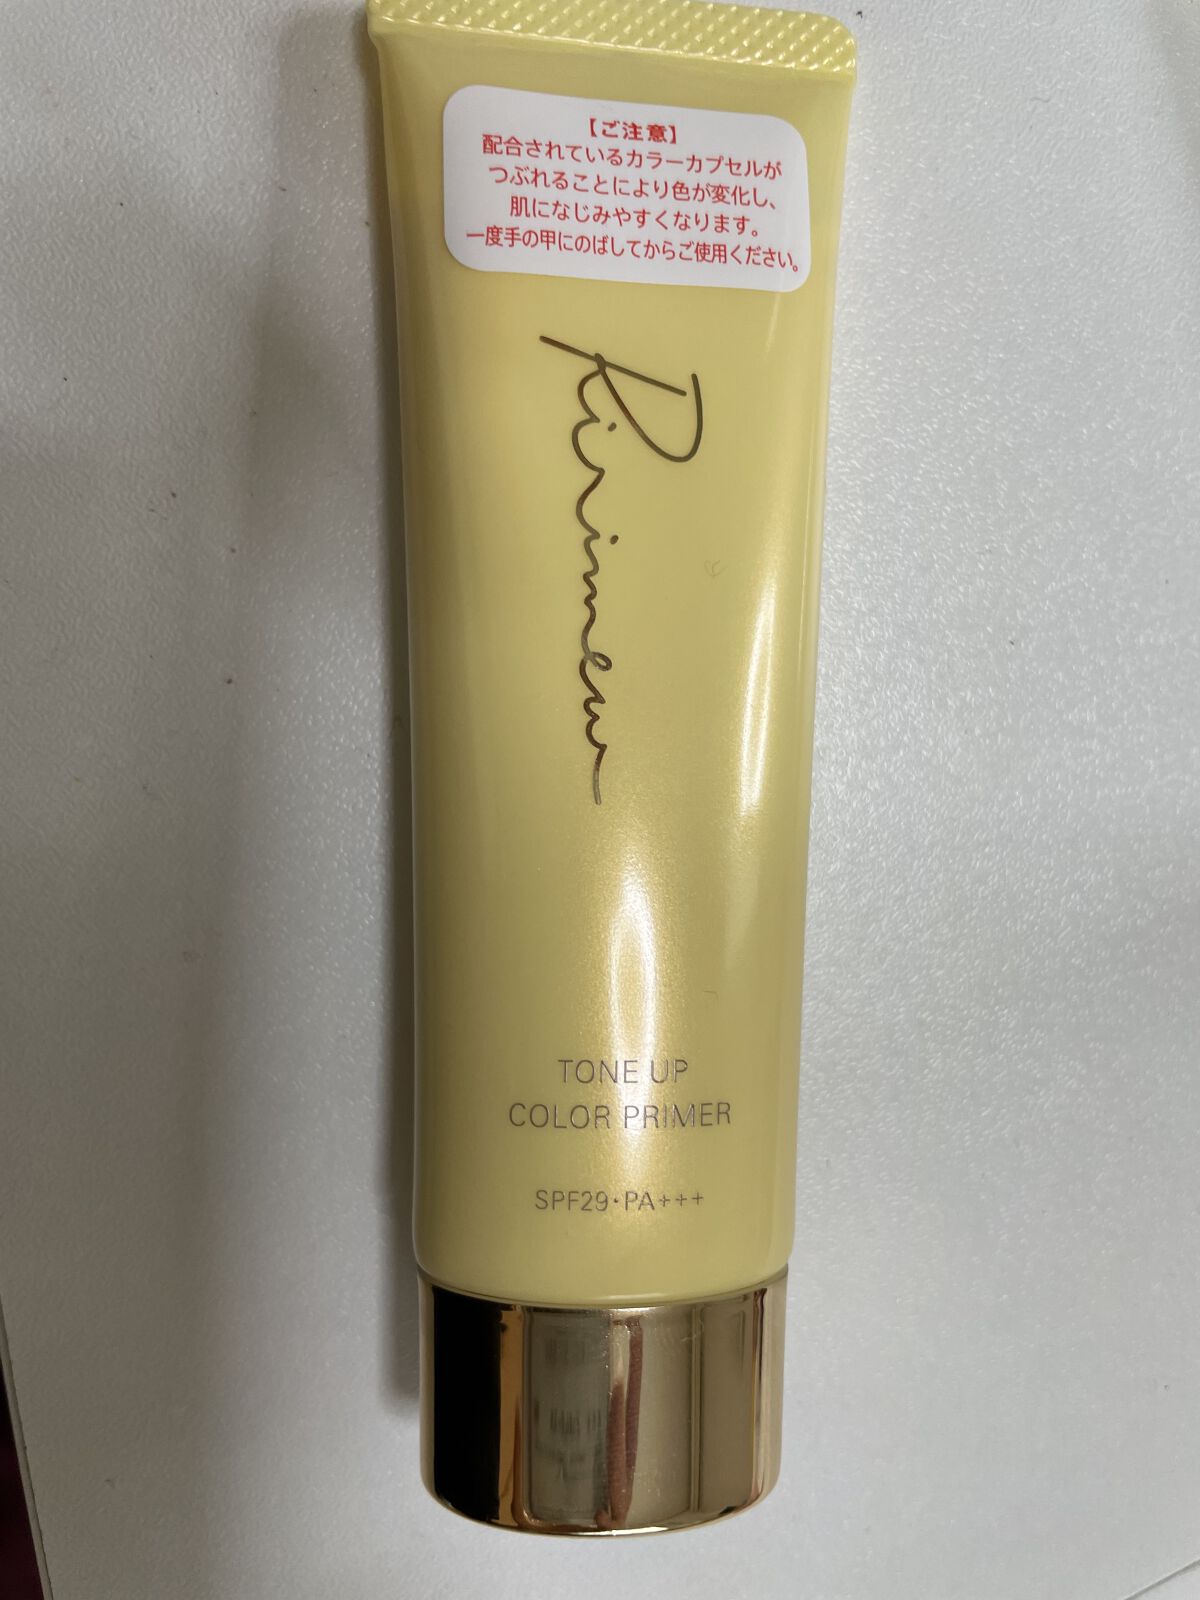 【ご注意】
配合されているカラーカプセルが
つぶれることにより色が変化し、
肌になじみやすくなります。
一度手の甲にのばしてからご使用ください。
Ririmew
TONE UP
COLOR PRIMER
SPF29・PA+++